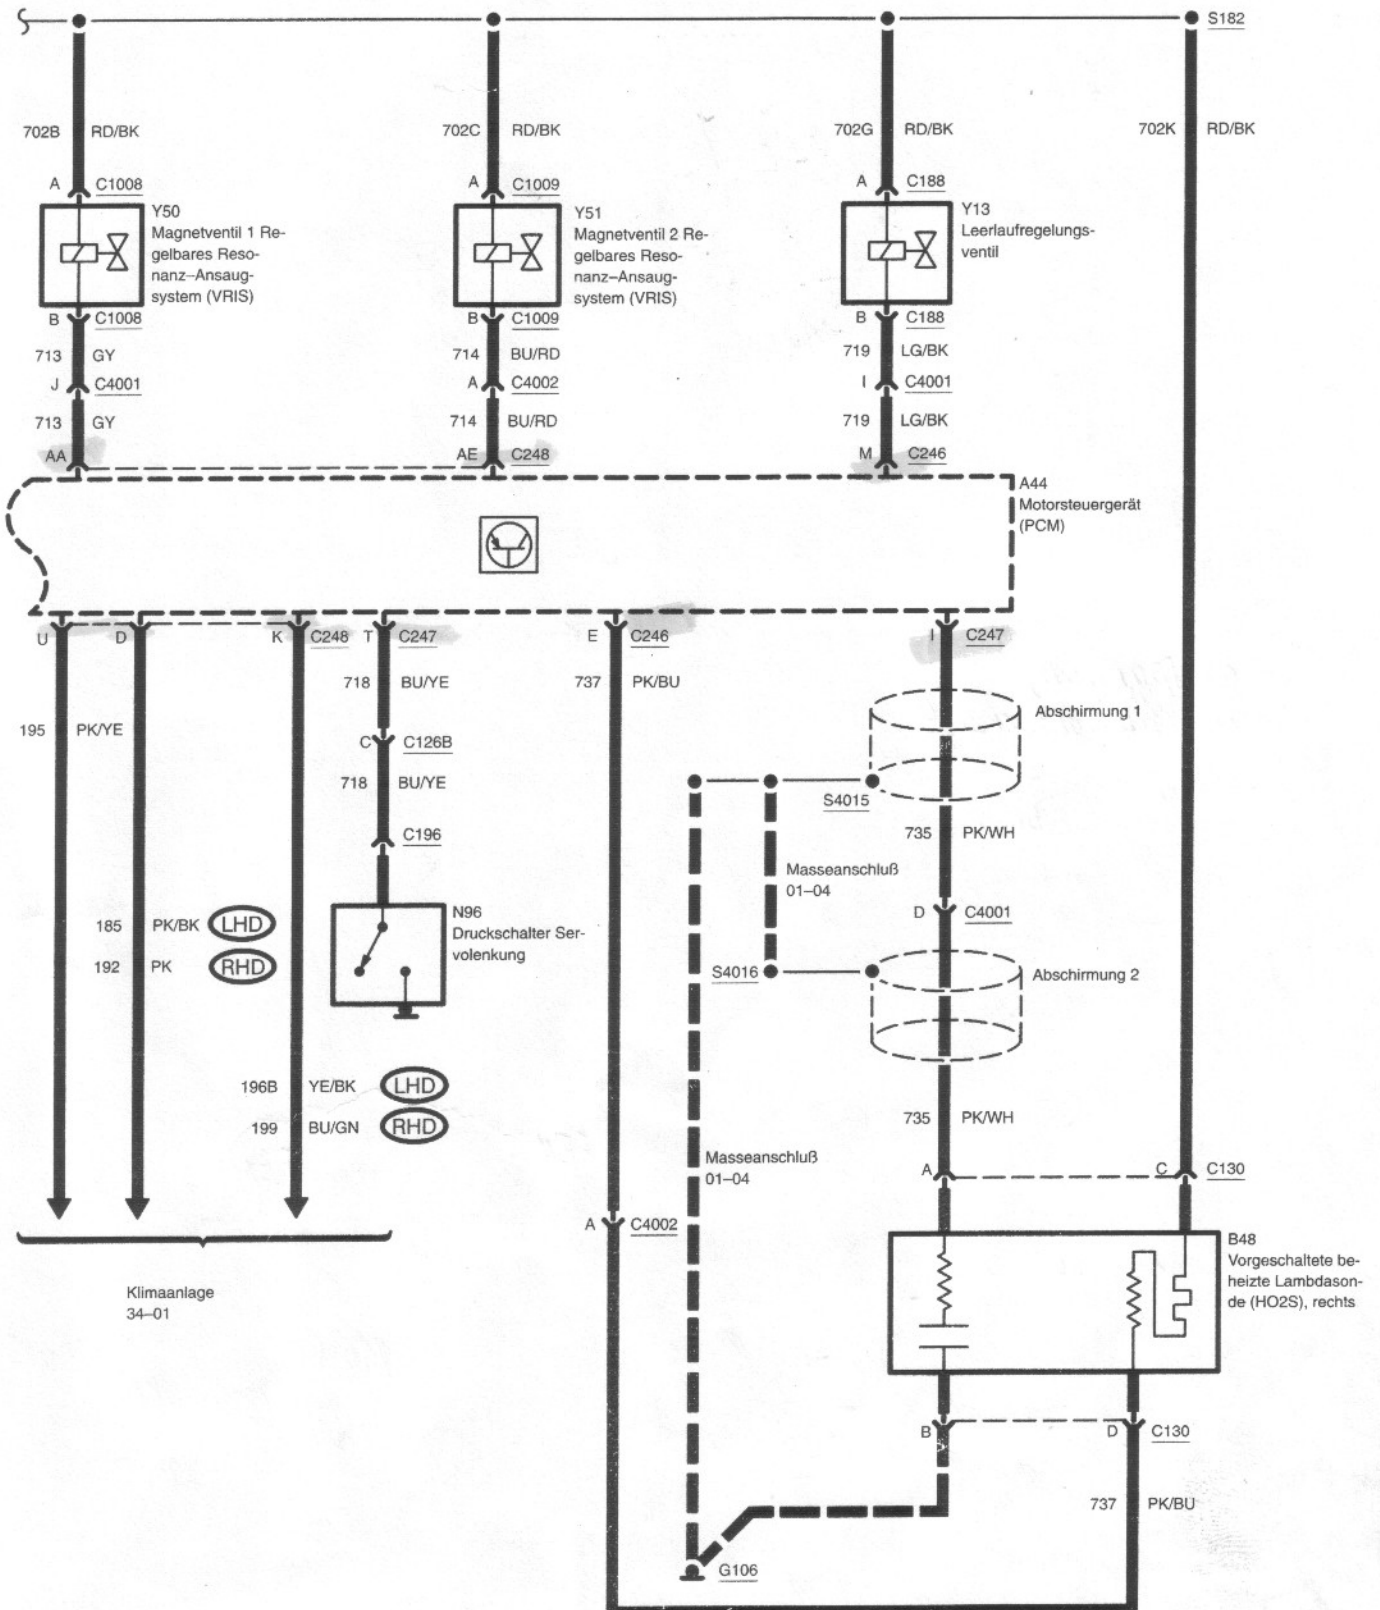 S182
702B RD/BK
702C RD/BK
702G RD/BK
702K RD/BK
A C1008
A C1009
A C188
Y50
Magnetventil 1 Re-
gelbares Reso-
nanz–Ansaug-
system (VRIS)
Y51
Magnetventil 2 Re-
gelbares Reso-
nanz–Ansaug-
system (VRIS)
Y13
Leerlaufregelungs-
ventil
B C1008
B C1009
B C188
713 GY
714 BU/RD
719 LG/BK
J C4001
A C4002
I C4001
713 GY
714 BU/RD
719 LG/BK
AA
AE C248
M C246
A44
Motorsteuergerät
(PCM)
U
D
K C248
T C247
E C246
I C247
718 BU/YE
737 PK/BU
195 PK/YE
Abschirmung 1
C C126B
718 BU/YE
S4015
C196
735 PK/WH
Masseanschluß
01–04
185 PK/BK LHD
192 PK RHD
N96
Druckschalter Ser-
volenkung
D C4001
S4016
Abschirmung 2
196B YE/BK LHD
199 BU/GN RHD
735 PK/WH
Masseanschluß
01–04
A
C C130
A C4002
B48
Vorgeschaltete be-
heizte Lambdason-
de (HO2S), rechts
Klimaanlage
34–01
B
D C130
737 PK/BU
G106